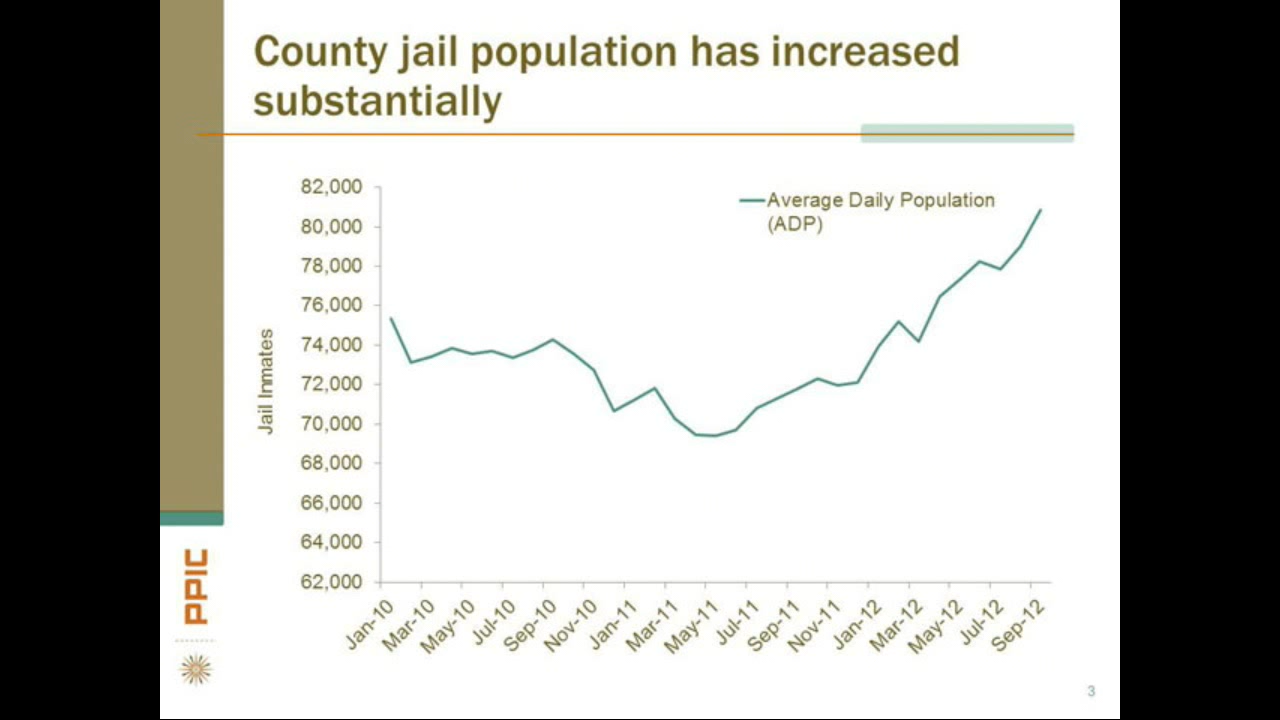 County jail population has increased
substantially
82,000
80,000
78,000
76,000
74,000
72,000
70,000
68,000
66,000
64,000
62,000
Jail Inmates
Average Daily Population
(ADP)
Jan-10
Mar-10
May-10
Jul-10
Sep-10
Nov-10
Jan-11
Mar-11
May-11
Jul-11
Sep-11
Nov-11
Jan-12
Mar-12
May-12
Jul-12
Sep-12
PPIC
3